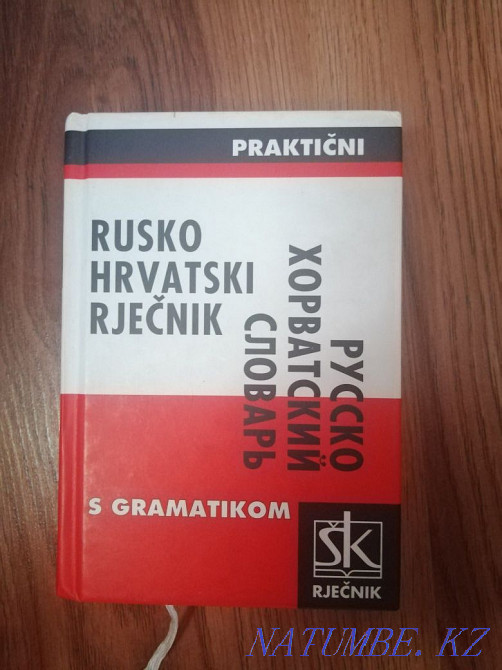 PRAKTIČNI
RUSKO
HRVATSKI
RJEČNIK
РУССКО
ХОРВАТСКИЙ
СЛОВАРЬ
S GRAMATIKOM
ŠK
RJEČNIK
NATUMBE.KZ